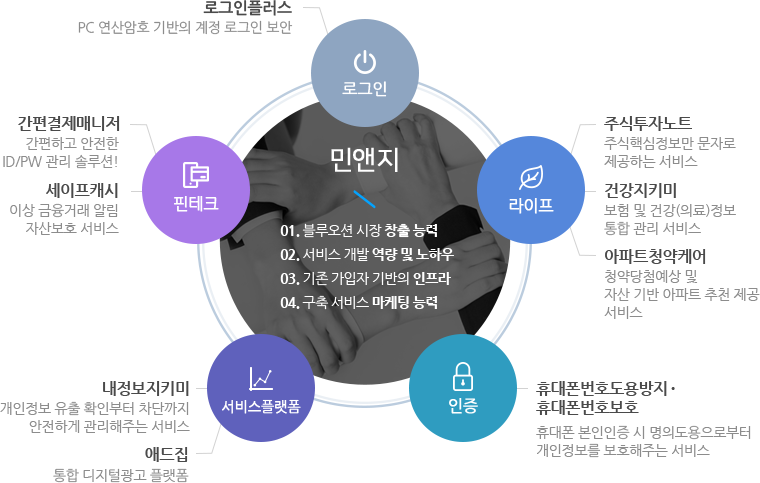 로그인플러스
PC 연산암호 기반의 계정 로그인 보안
로그인
간편결제매니저
간편하고 안전한
ID/PW 관리 솔루션!
세이프캐시
이상 금융거래 알림
자산보호 서비스
핀테크
민앤지
01. 블루오션 시장 창출 능력
02. 서비스 개발 역량 및 노하우
03. 기존 가입자 기반의 인프라
04. 구축 서비스 마케팅 능력
라이프
주식투자노트
주식핵심정보만 문자로
제공하는 서비스
건강지키미
보험 및 건강(의료)정보
통합 관리 서비스
아파트청약케어
청약당첨예상 및
자산 기반 아파트 추천 제공
서비스
내정보지키미
개인정보 유출 확인부터 차단까지
안전하게 관리해주는 서비스
애드집
통합 디지털광고 플랫폼
서비스플랫폼
인증
휴대폰번호도용방지·
휴대폰번호보호
휴대폰 본인인증 시 명의도용으로부터
개인정보를 보호해주는 서비스